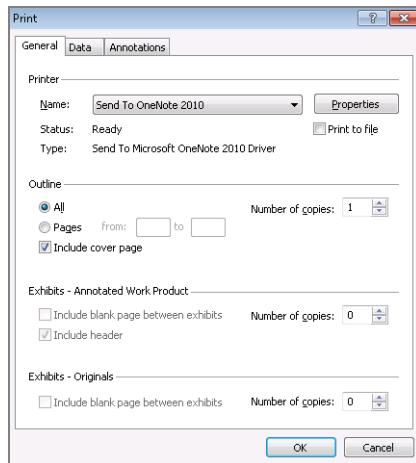 Print
General Data Annotations
Printer
Name: Send To OneNote 2010 Properties
Status: Ready Print to file
Type: Send To Microsoft OneNote 2010 Driver
Outline
All Number of copies: 1
Pages from: to
Include cover page
Exhibits - Annotated Work Product
Include blank page between exhibits Number of copies: 0
Include header
Exhibits - Originals
Include blank page between exhibits Number of copies: 0
OK Cancel